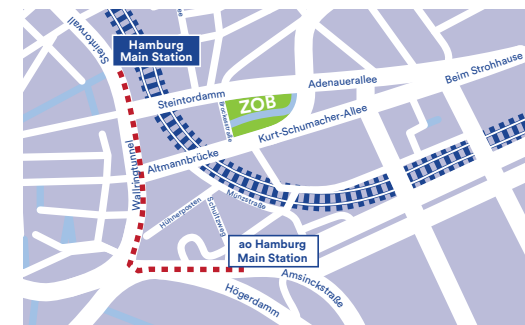 Steintorwall
Hamburg
Main Station
Steintordamm
ZOB
Adenauerallee
Beim Strohhause
Brockesstraße
Kurt-Schumacher-Allee
Altmannbrücke
Wallringtunnel
Münzstraße
Hühnerposten
Schultzweg
ao Hamburg
Main Station
Amsinckstraße
Högerdamm